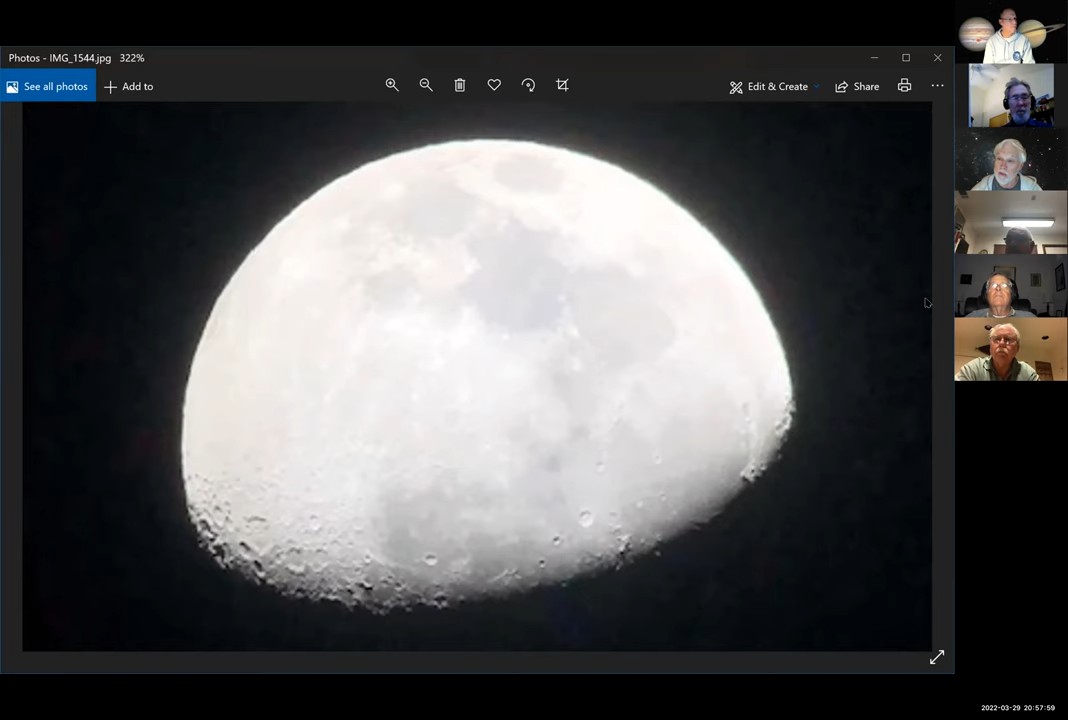 Photos - IMG_1544.jpg 322%
See all photos
Add to
Edit & Create
Share
2022-03-29 20:57:59